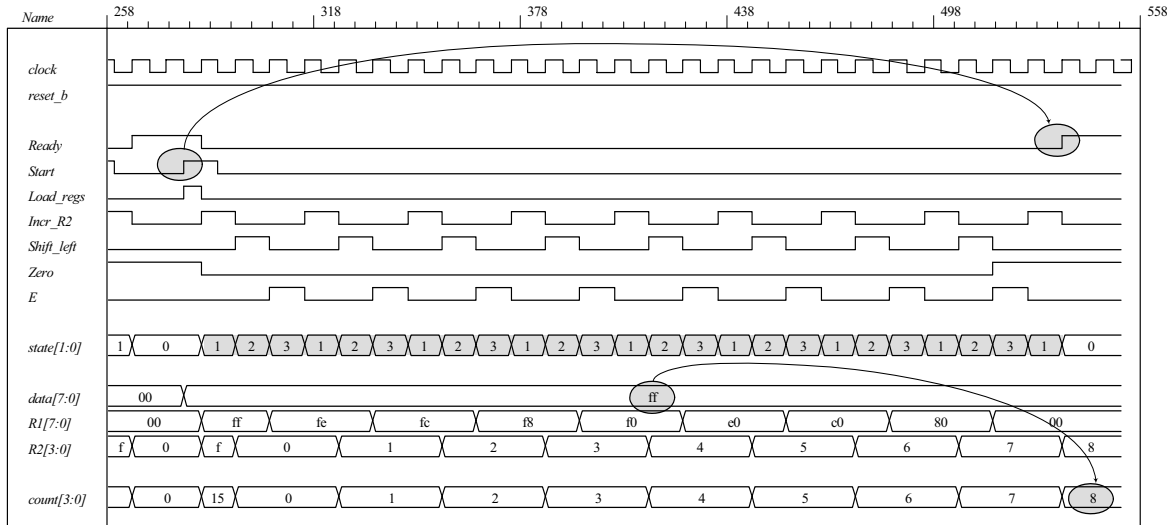 Name 258 318 378 438 498 558
clock
reset_b
Ready
Start
Load_regs
Incr_R2
Shift_left
Zero
E
state[1:0] 1 0 1 2 3 1 2 3 1 2 3 1 2 3 1 2 3 1 2 3 1 2 3 1 2 3 1 0
data[7:0] 00 ff
R1[7:0] 00 ff fe fc f8 f0 e0 c0 80 00
R2[3:0] f 0 f 0 1 2 3 4 5 6 7 8
count[3:0] 0 15 0 1 2 3 4 5 6 7 8